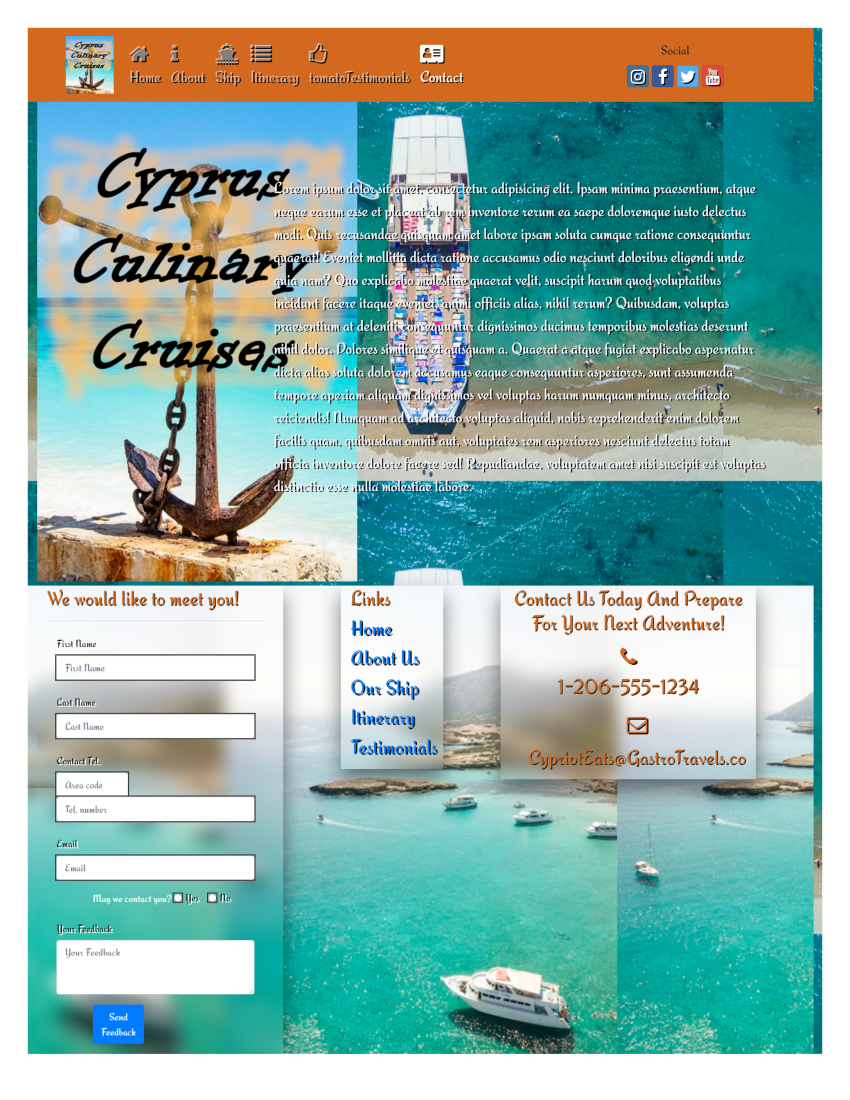 Cyprus
Culinary
Cruises
Home About Ship Itinerary tomatoTestimonials Contact
Social
You
Tube
Cyprus
Culinary
Cruises
Lorem ipsum dolor sit amet, consectetur adipisicing elit. Ipsam minima praesentium, atque
neque earum esse et placeat ab rem inventore rerum ea saepe doloremque iusto delectus
modi. Quis recusandae quisquam amet labore ipsam soluta cumque ratione consequuntur
quaerat! Eveniet mollitia dicta ratione accusamus odio nesciunt doloribus eligendi unde
quia nam? Quo explicabo molestiae quaerat velit, suscipit harum quod voluptatibus
incidunt facere itaque eveniet, animi officiis alias, nihil rerum? Quibusdam, voluptas
praesentium at deleniti consequuntur dignissimos ducimus temporibus molestias deserunt
nihil dolor. Dolores similique et quisquam a. Quaerat a atque fugiat explicabo aspernatur
dicta alias soluta dolorem accusamus eaque consequuntur asperiores, sunt assumenda
tempore aperiam aliquam dignissimos vel voluptas harum numquam minus, architecto
reiciendis! Numquam ad architecto voluptas aliquid, nobis reprehenderit enim dolorem
facilis quam, quibusdam omnis aut, voluptates rem asperiores nesciunt delectus totam
officia inventore dolore facere sed! Repudiandae, voluptatem amet nisi suscipit est voluptas
distinctio esse nulla molestiae labore.
We would like to meet you!
First Name
First Name
Last Name
Last Name
Contact Tel.
Area code
Tel. number
Email
Email
May we contact you? Yes No
Your Feedback
Your Feedback
Send
Feedback
Links
Home
About Us
Our Ship
Itinerary
Testimonials
Contact Us Today And Prepare
For Your Next Adventure!
1-206-555-1234
CypriotEats@GastroTravels.co